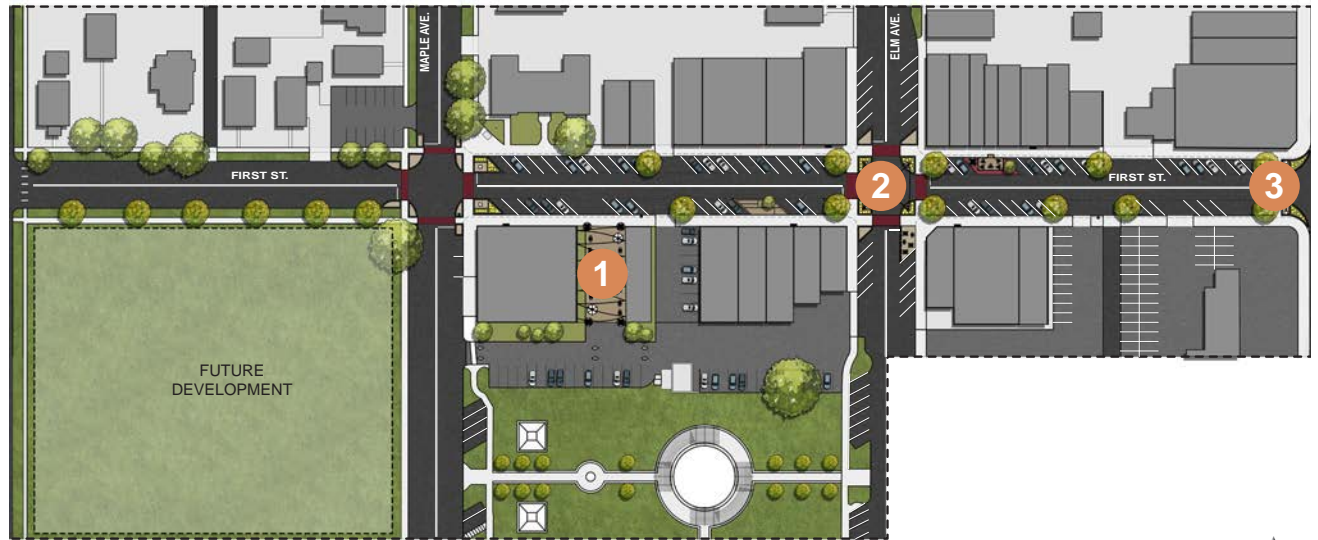 MAPLE AVE.
ELM AVE.
FIRST ST.
FIRST ST.
2
3
1
FUTURE
DEVELOPMENT